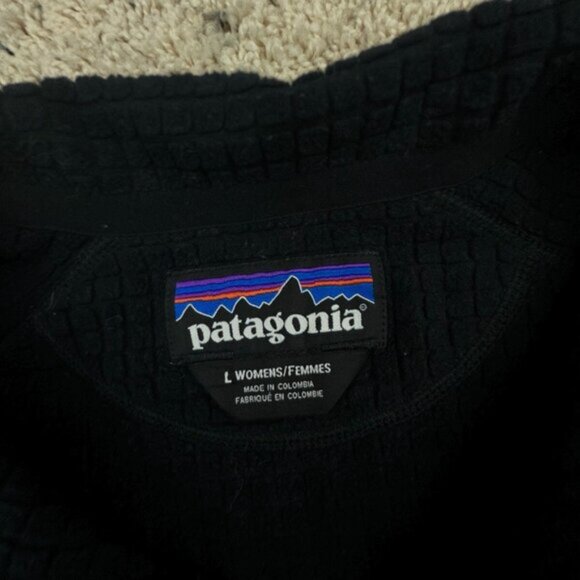 patagonia®
L WOMENS/FEMMES
MADE IN COLOMBIA
FABRIQUÉ EN COLOMBIE